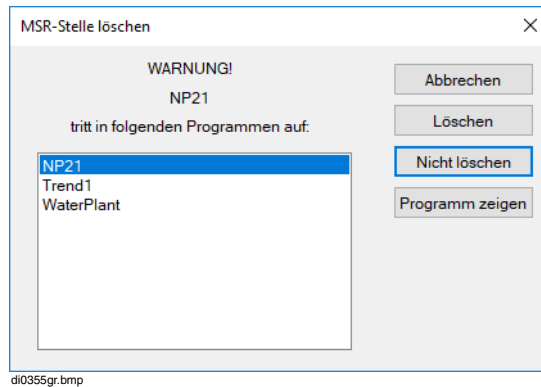 MSR-Stelle löschen
WARNUNG!
NP21
tritt in folgenden Programmen auf:
NP21
Trend1
WaterPlant
Abbrechen
Löschen
Nicht löschen
Programm zeigen
di0355gr.bmp